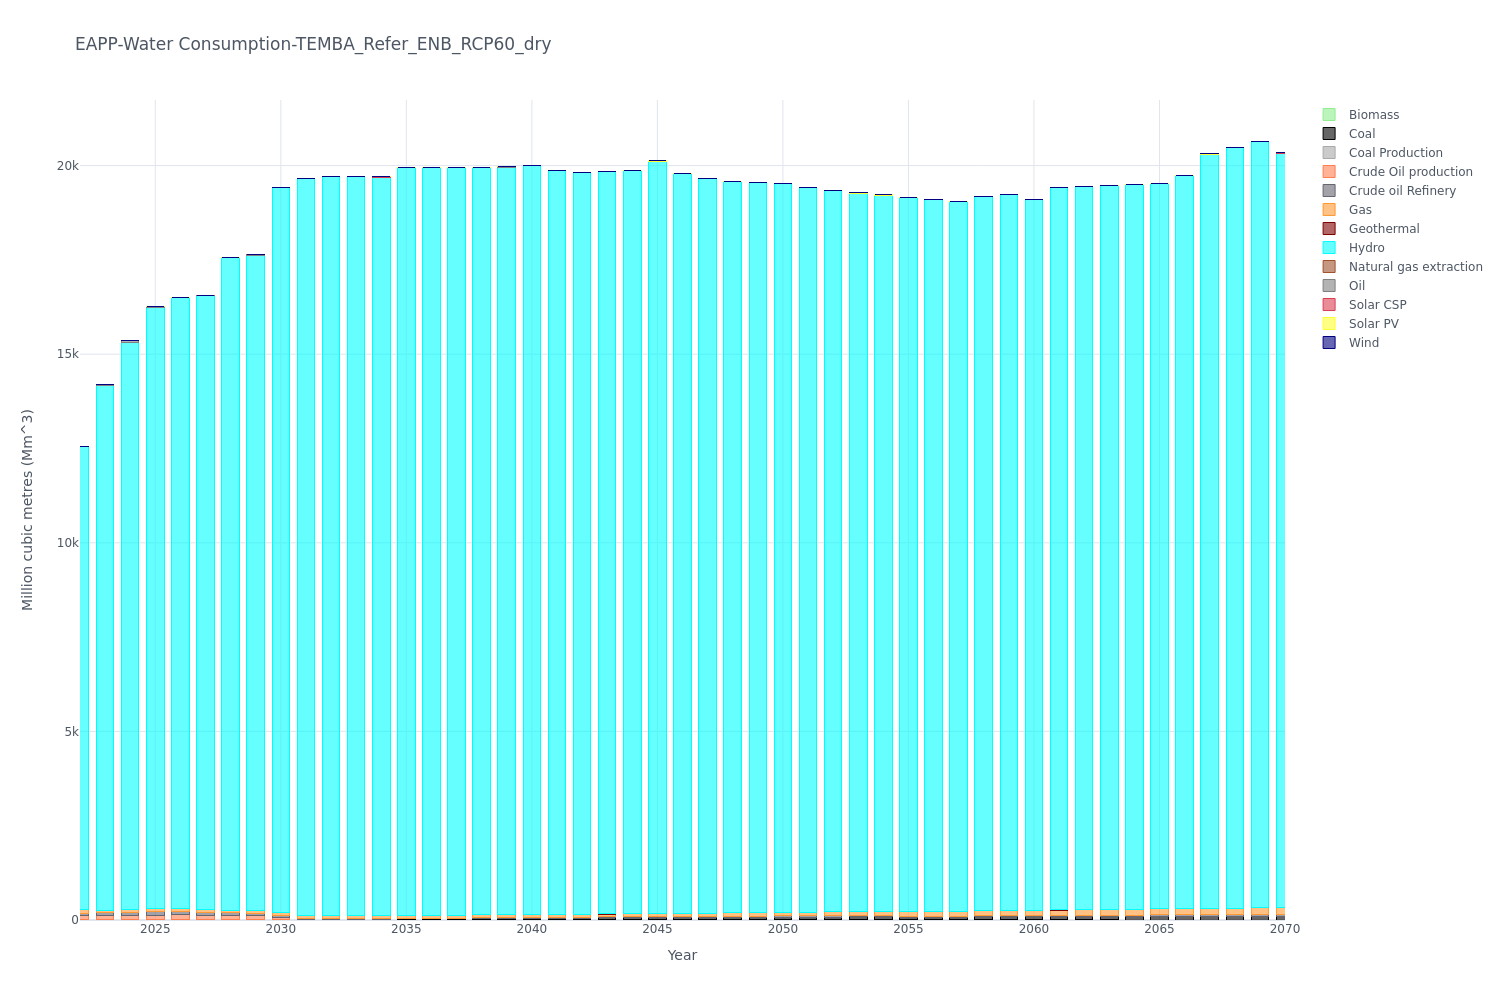 EAPP-Water Consumption-TEMBA_Refer_ENB_RCP60_dry
Million cubic metres (Mm^3)
20k
15k
10k
5k
0
2025 2030 2035 2040 2045 2050 2055 2060 2065 2070
Year
Biomass
Coal
Coal Production
Crude Oil production
Crude oil Refinery
Gas
Geothermal
Hydro
Natural gas extraction
Oil
Solar CSP
Solar PV
Wind